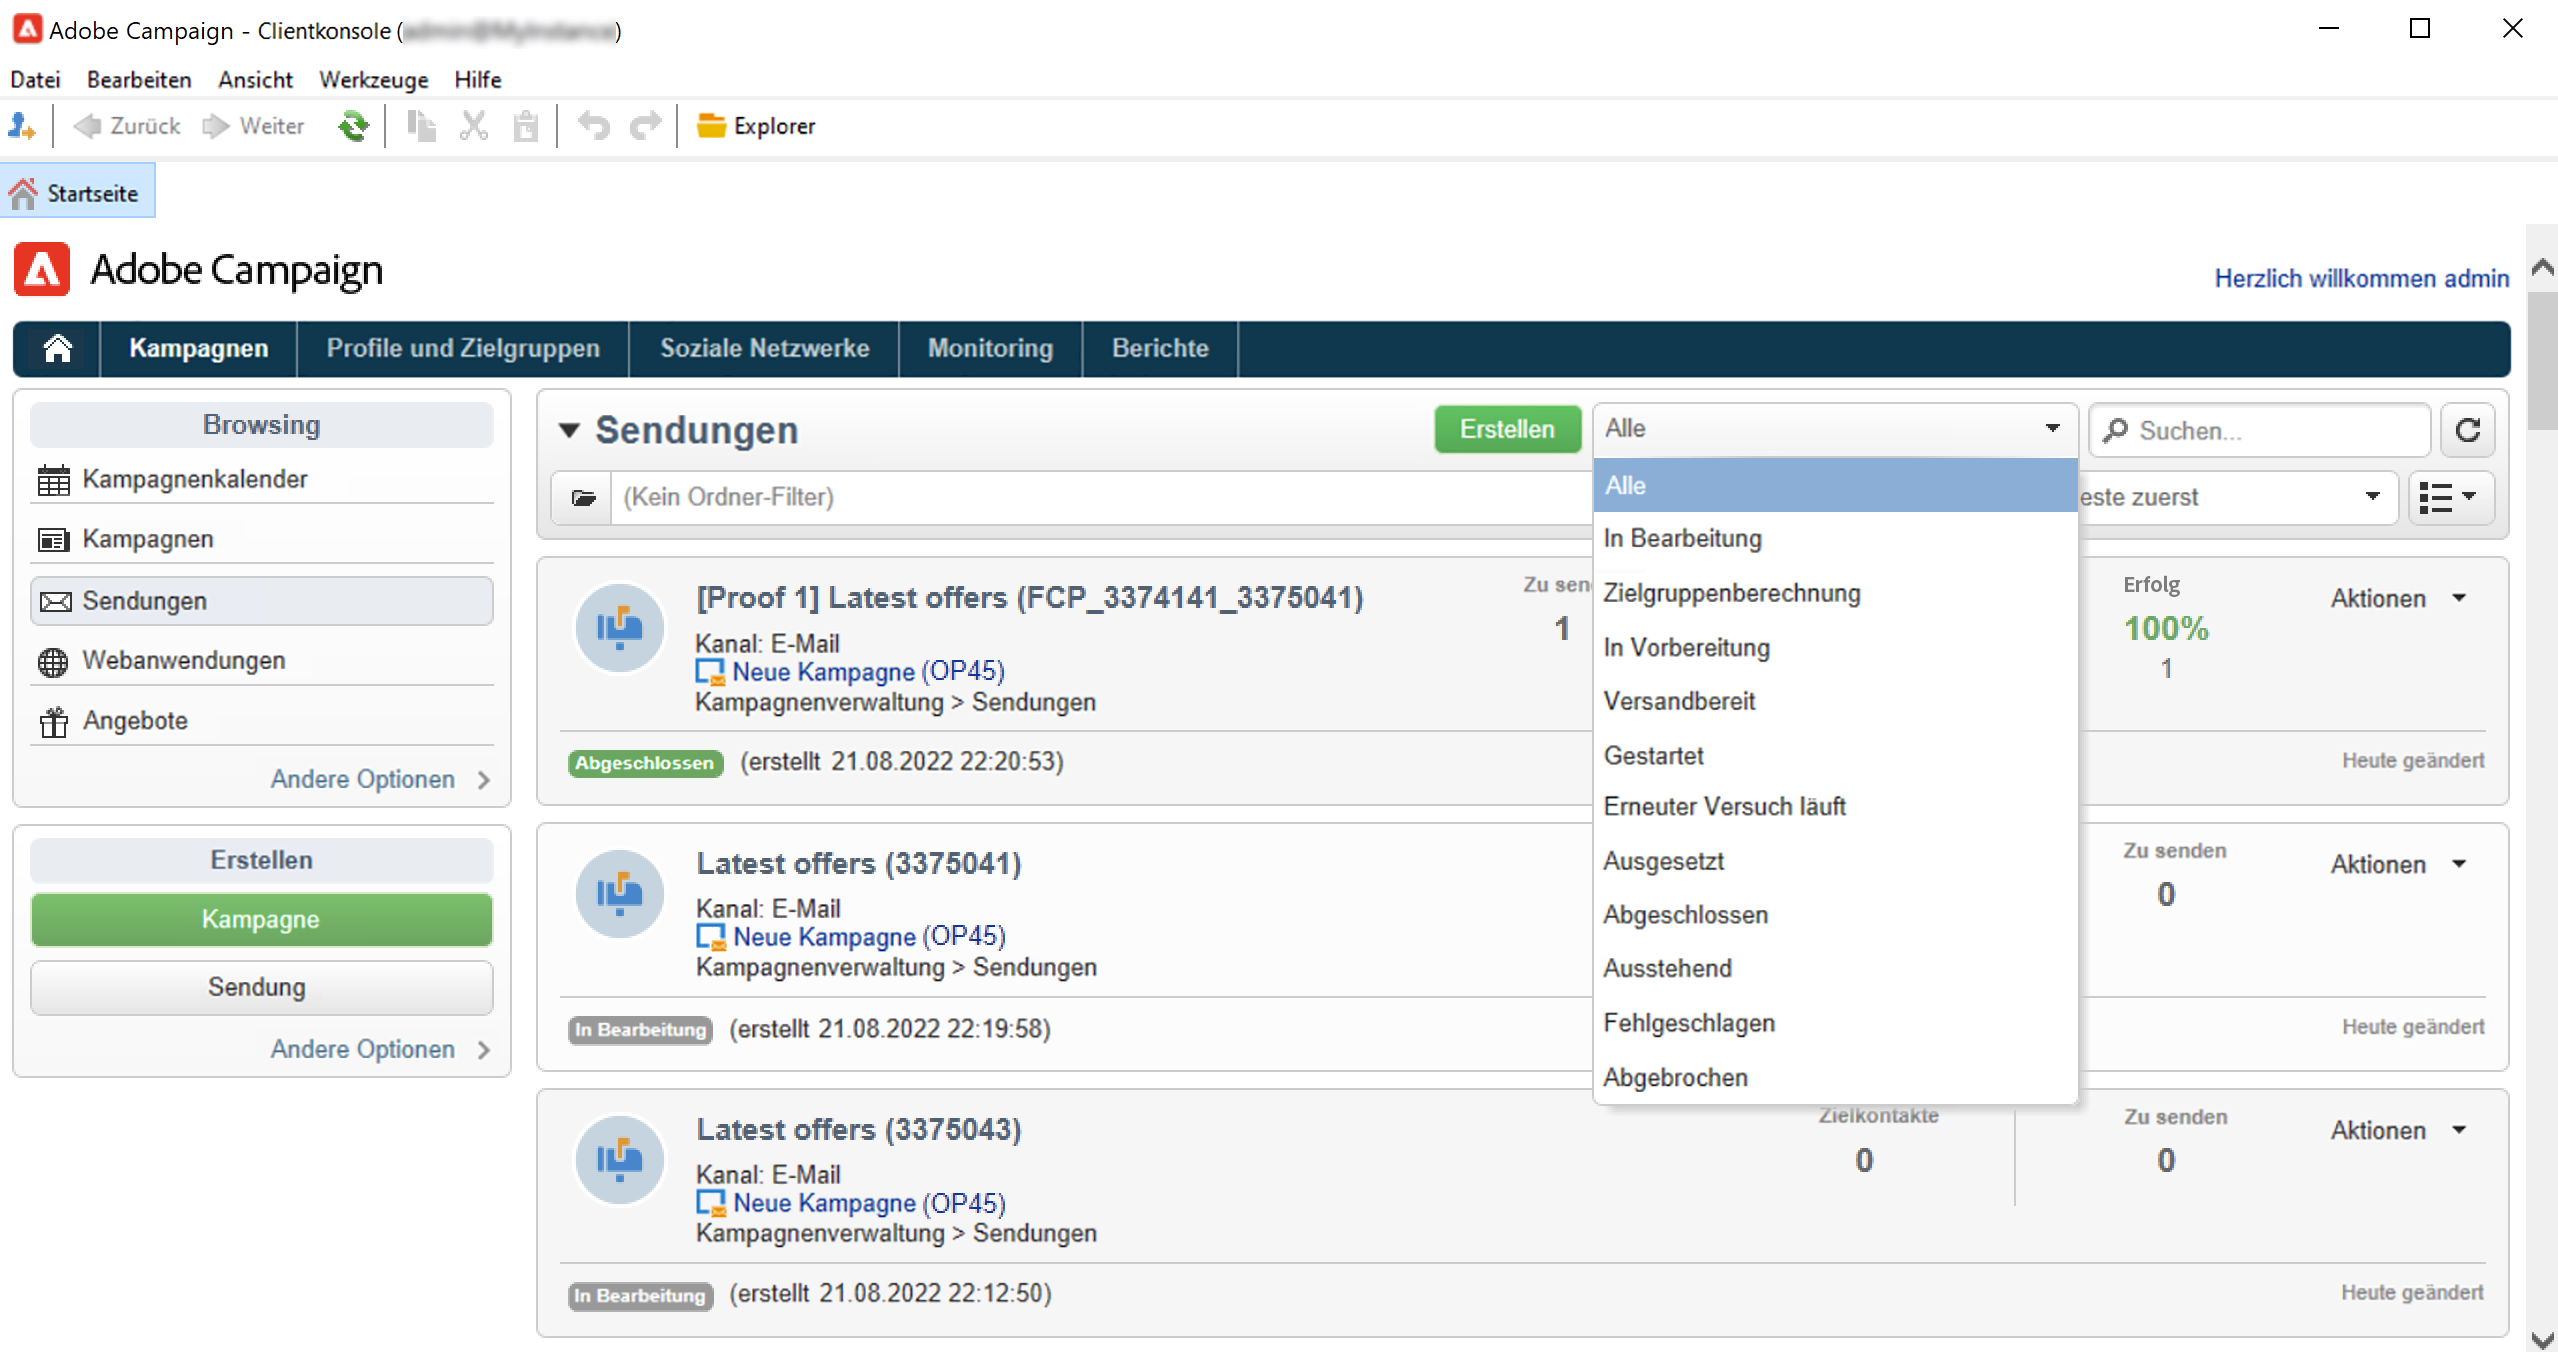 Adobe Campaign - Clientkonsole ( )
Datei Bearbeiten Ansicht Werkzeuge Hilfe
Zurück Weiter Explorer
Startseite
Adobe Campaign
Herzlich willkommen admin
Kampagnen Profile und Zielgruppen Soziale Netzwerke Monitoring Berichte
Browsing
Kampagnenkalender
Kampagnen
Sendungen
Webanwendungen
Angebote
Andere Optionen
Erstellen
Kampagne
Sendung
Andere Optionen
Sendungen Erstellen Alle Suchen...
(Kein Ordner-Filter) este zuerst
Alle
In Bearbeitung
Zielgruppenberechnung
In Vorbereitung
Versandbereit
Gestartet
Erneuter Versuch läuft
Ausgesetzt
Abgeschlossen
Ausstehend
Fehlgeschlagen
Abgebrochen
[Proof 1] Latest offers (FCP_3374141_3375041)
Kanal: E-Mail
Neue Kampagne (OP45)
Kampagnenverwaltung > Sendungen
Zu sen
1
Erfolg
100%
1
Aktionen
Abgeschlossen (erstellt 21.08.2022 22:20:53)
Heute geändert
Latest offers (3375041)
Kanal: E-Mail
Neue Kampagne (OP45)
Kampagnenverwaltung > Sendungen
Zu senden
0
Aktionen
In Bearbeitung (erstellt 21.08.2022 22:19:58)
Heute geändert
Latest offers (3375043)
Kanal: E-Mail
Neue Kampagne (OP45)
Kampagnenverwaltung > Sendungen
Zielkontakte
0
Zu senden
0
Aktionen
In Bearbeitung (erstellt 21.08.2022 22:12:50)
Heute geändert